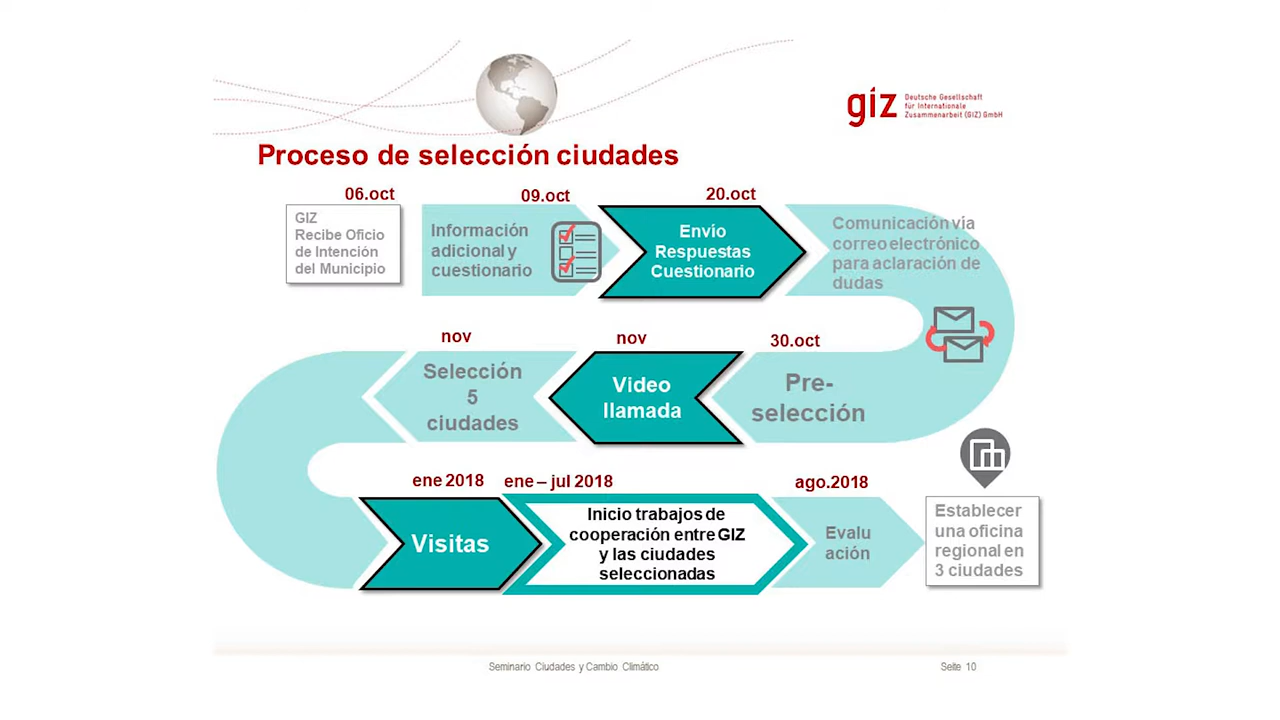 giz Deutsche Gesellschaft
für Internationale
Zusammenarbeit (GIZ) GmbH
Proceso de selección ciudades
06.oct
GIZ
Recibe Oficio
de Intención
del Municipio
09.oct
Información
adicional y
cuestionario
20.oct
Envío
Respuestas
Cuestionario
Comunicación vía
correo electrónico
para aclaración de
dudas
30.oct
Pre-
selección
nov
Video
llamada
nov
Selección
5
ciudades
ene 2018
Visitas
ene – jul 2018
Inicio trabajos de
cooperación entre GIZ
y las ciudades
seleccionadas
ago.2018
Evalu
ación
Establecer
una oficina
regional en
3 ciudades
Seminario Ciudades y Cambio Climático
Seite 10